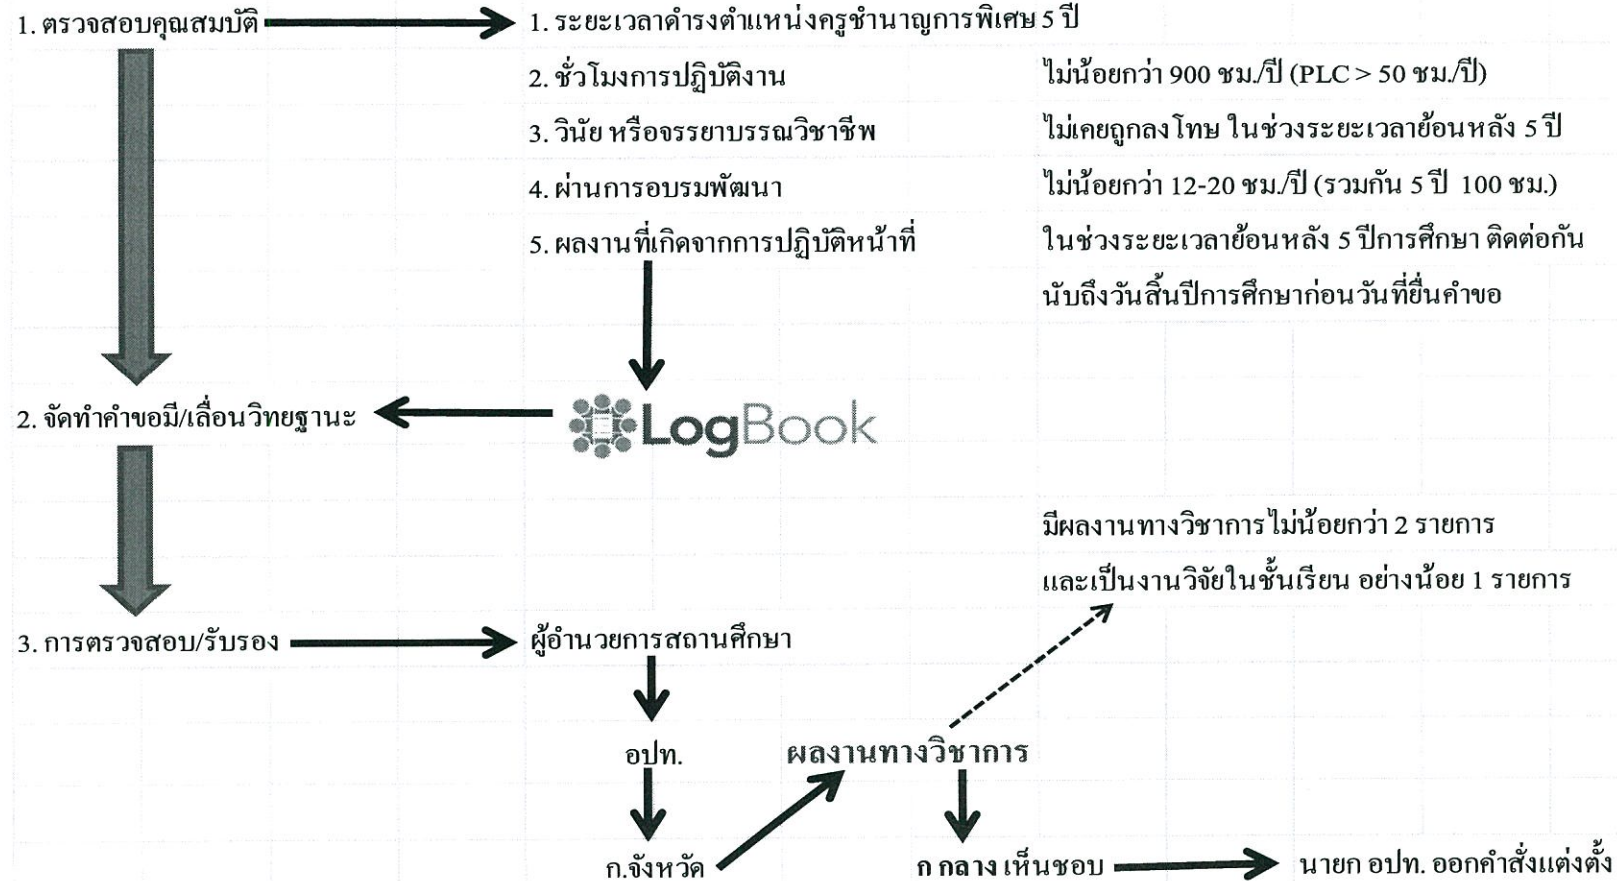 1. ตรวจสอบคุณสมบัติ
1. ระยะเวลาดำรงตำแหน่งครูชำนาญการพิเศษ 5 ปี
2. ชั่วโมงการปฏิบัติงาน ไม่น้อยกว่า 900 ชม./ปี (PLC > 50 ชม./ปี)
3. วินัย หรือจรรยาบรรณวิชาชีพ ไม่เคยถูกลงโทษ ในช่วงระยะเวลาย้อนหลัง 5 ปี
4. ผ่านการอบรมพัฒนา ไม่น้อยกว่า 12-20 ชม./ปี (รวมกัน 5 ปี 100 ชม.)
5. ผลงานที่เกิดจากการปฏิบัติหน้าที่ ในช่วงระยะเวลาย้อนหลัง 5 ปีการศึกษา ติดต่อกัน
นับถึงวันสิ้นปีการศึกษาก่อนวันที่ยื่นคำขอ
2. จัดทำคำขอมี/เลื่อนวิทยฐานะ
LogBook
มีผลงานทางวิชาการไม่น้อยกว่า 2 รายการ
และเป็นงานวิจัยในชั้นเรียน อย่างน้อย 1 รายการ
3. การตรวจสอบ/รับรอง
ผู้อำนวยการสถานศึกษา
อปท.
ผลงานทางวิชาการ
ก.จังหวัด
ก กลาง เห็นชอบ
นายก อปท. ออกคำสั่งแต่งตั้ง